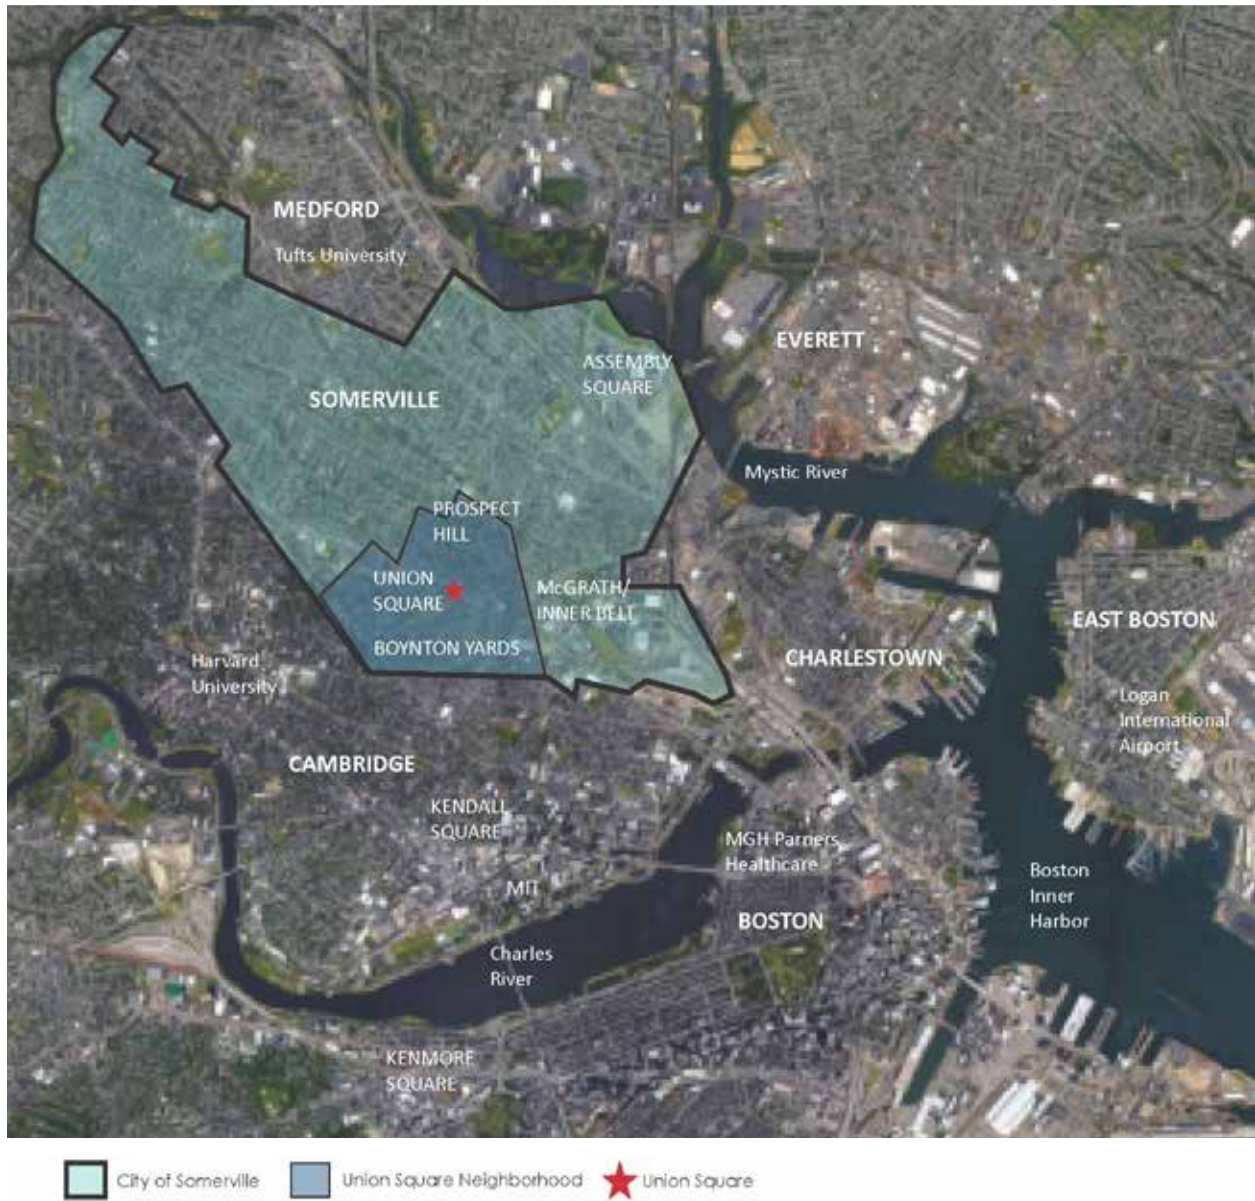 MEDFORD
Tufts University
EVERETT
ASSEMBLY
SQUARE
SOMERVILLE
Mystic River
PROSPECT
HILL
UNION
SQUARE
McGRATH/
INNER BELT
EAST BOSTON
BOYNTON YARDS
CHARLESTOWN
Harvard
University
Logan
International
Airport
CAMBRIDGE
KENDALL
SQUARE
MGH Parners
Healthcare
MIT
Boston
Inner
Harbor
BOSTON
Charles
River
KENMORE
SQUARE
City of Somerville
Union Square Neighborhood
Union Square